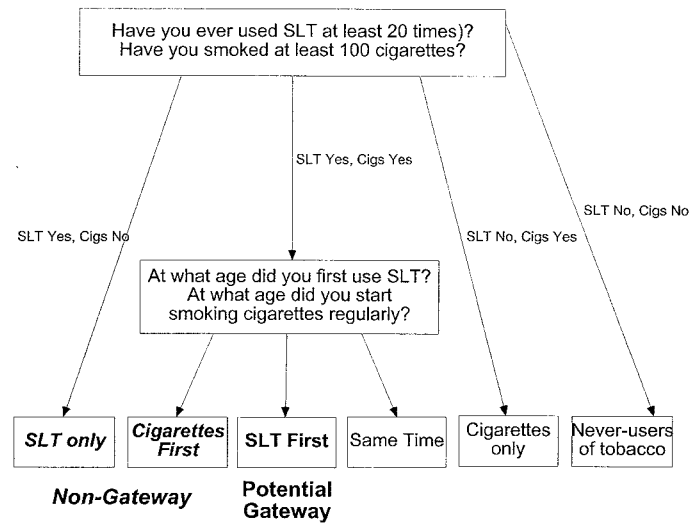 Have you ever used SLT at least 20 times)?
Have you smoked at least 100 cigarettes?
SLT Yes, Cigs Yes
SLT No, Cigs No
SLT Yes, Cigs No
SLT No, Cigs Yes
At what age did you first use SLT?
At what age did you start
smoking cigarettes regularly?
SLT only
Cigarettes
First
SLT First
Same Time
Cigarettes
only
Never-users
of tobacco
Non-Gateway
Potential
Gateway